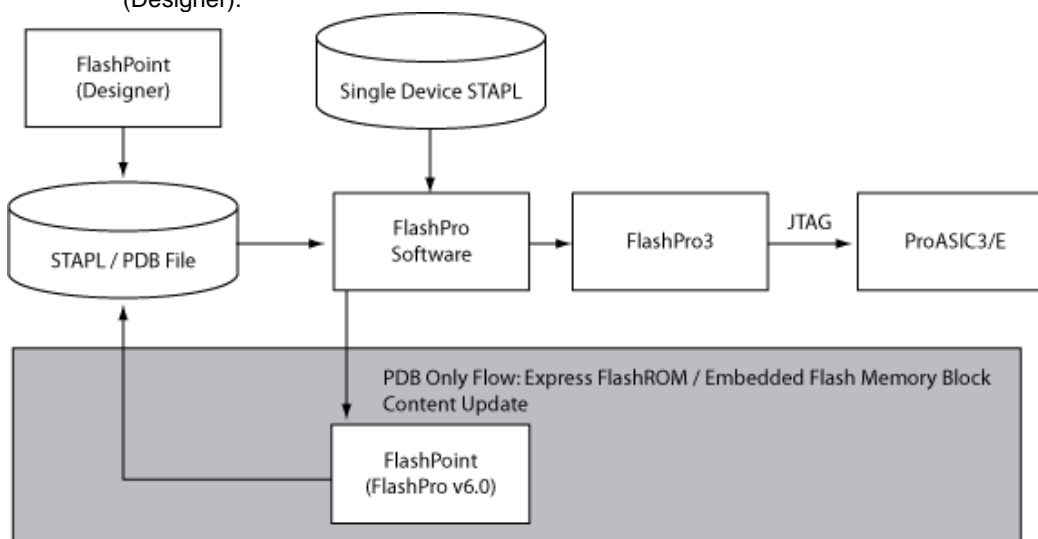 (Designer).
FlashPoint
(Designer)
Single Device STAPL
STAPL / PDB File
FlashPro
Software
FlashPro3
JTAG
ProASIC3/E
PDB Only Flow: Express FlashROM / Embedded Flash Memory Block
Content Update
FlashPoint
(FlashPro v6.0)